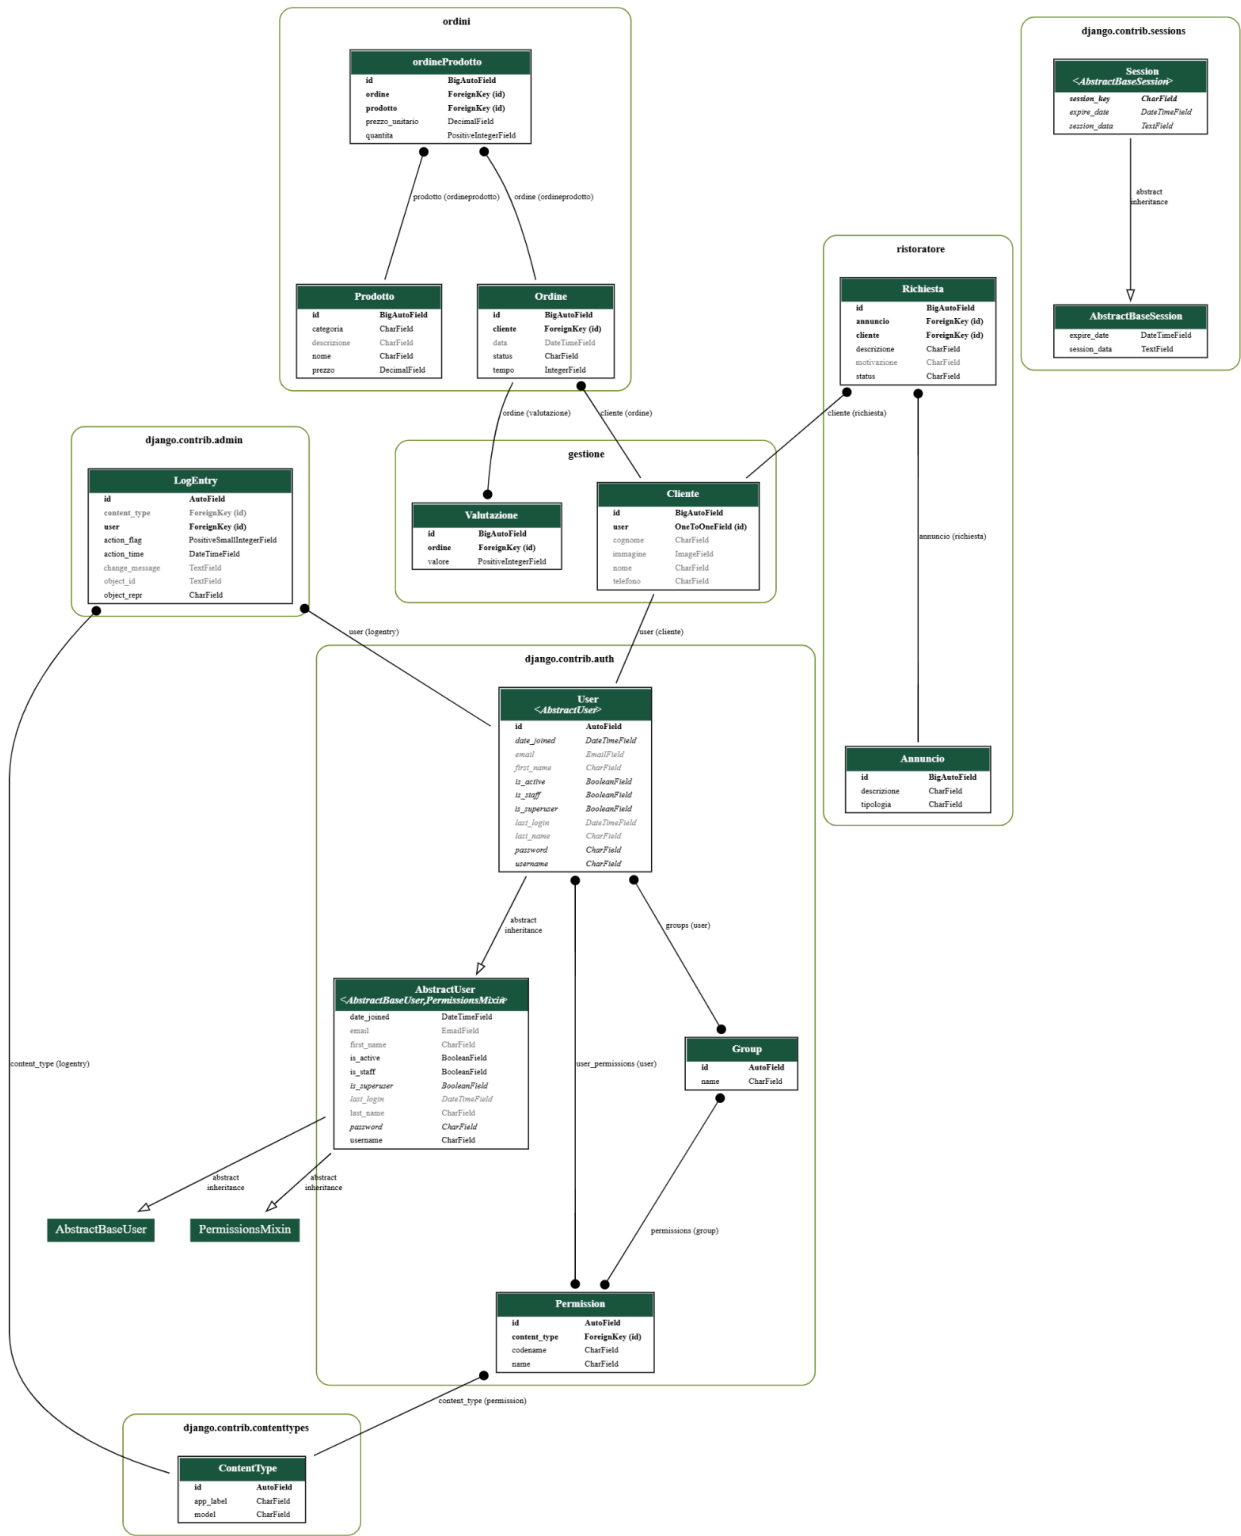 ordini
ordineProdotto
id BigAutoField
ordine ForeignKey (id)
prodotto ForeignKey (id)
prezzo_unitario DecimalField
quantita PositiveIntegerField
prodotto (ordineprodotto)
ordine (ordineprodotto)
Prodotto
id BigAutoField
categoria CharField
descrizione CharField
nome CharField
prezzo DecimalField
Ordine
id BigAutoField
cliente ForeignKey (id)
data DateTimeField
status CharField
tempo IntegerField
django.contrib.sessions
Session
<AbstractBaseSession>
session_key CharField
expire_date DateTimeField
session_data TextField
abstract
inheritance
AbstractBaseSession
expire_date DateTimeField
session_data TextField
ristoratore
Richiesta
id BigAutoField
annuncio ForeignKey (id)
cliente ForeignKey (id)
descrizione CharField
motivazione CharField
status CharField
ordine (valutazione)
cliente (ordine)
cliente (richiesta)
annuncio (richiesta)
Annuncio
id BigAutoField
descrizione CharField
tipologia CharField
django.contrib.admin
LogEntry
id AutoField
content_type ForeignKey (id)
user ForeignKey (id)
action_flag PositiveSmallIntegerField
action_time DateTimeField
change_message TextField
object_id TextField
object_repr CharField
gestione
Valutazione
id BigAutoField
ordine ForeignKey (id)
valore PositiveIntegerField
Cliente
id BigAutoField
user OneToOneField (id)
cognome CharField
immagine ImageField
nome CharField
telefono CharField
user (logentry)
user (cliente)
django.contrib.auth
User
<AbstractUser>
id AutoField
date_joined DateTimeField
email EmailField
first_name CharField
is_active BooleanField
is_staff BooleanField
is_superuser BooleanField
last_login DateTimeField
last_name CharField
password CharField
username CharField
abstract
inheritance
groups (user)
AbstractUser
<AbstractBaseUser,PermissionsMixin>
date_joined DateTimeField
email EmailField
first_name CharField
is_active BooleanField
is_staff BooleanField
is_superuser BooleanField
last_login DateTimeField
last_name CharField
password CharField
username CharField
content_type (logentry)
user_permissions (user)
Group
id AutoField
name CharField
abstract
inheritance
abstract
inheritance
AbstractBaseUser
PermissionsMixin
permissions (group)
Permission
id AutoField
content_type ForeignKey (id)
codename CharField
name CharField
content_type (permission)
django.contrib.contenttypes
ContentType
id AutoField
app_label CharField
model CharField